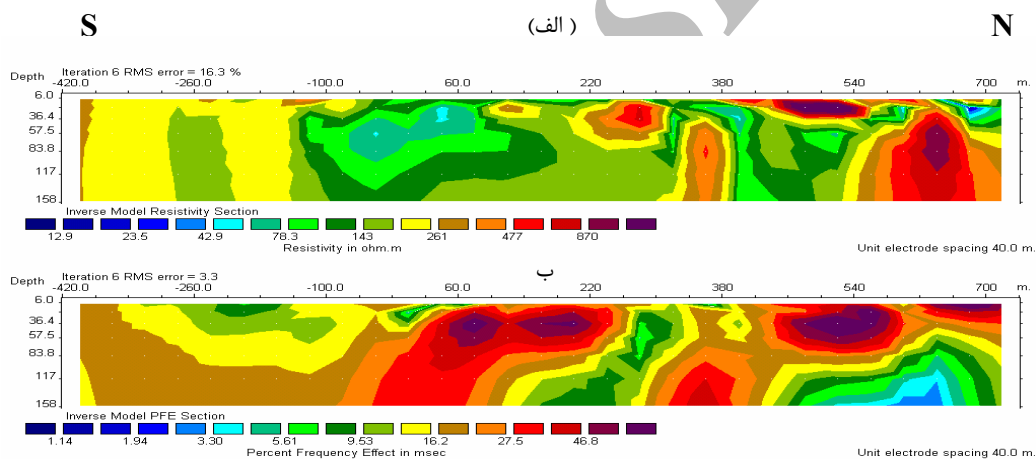 S ( الف) N
Iteration 6 RMS error = 16.3 %
Depth -420.0 -260.0 -100.0 60.0 220 380 540 700 m.
6.0
36.4
57.5
83.8
117
158
Inverse Model Resistivity Section
12.9 23.5 42.9 78.3 143 261 477 870
Resistivity in ohm.m Unit electrode spacing 40.0 m.
ب
Iteration 6 RMS error = 3.3
Depth -420.0 -260.0 -100.0 60.0 220 380 540 700 m.
6.0
36.4
57.5
83.8
117
158
Inverse Model PFE Section
1.14 1.94 3.30 5.61 9.53 16.2 27.5 46.8
Percent Frequency Effect in msec Unit electrode spacing 40.0 m.